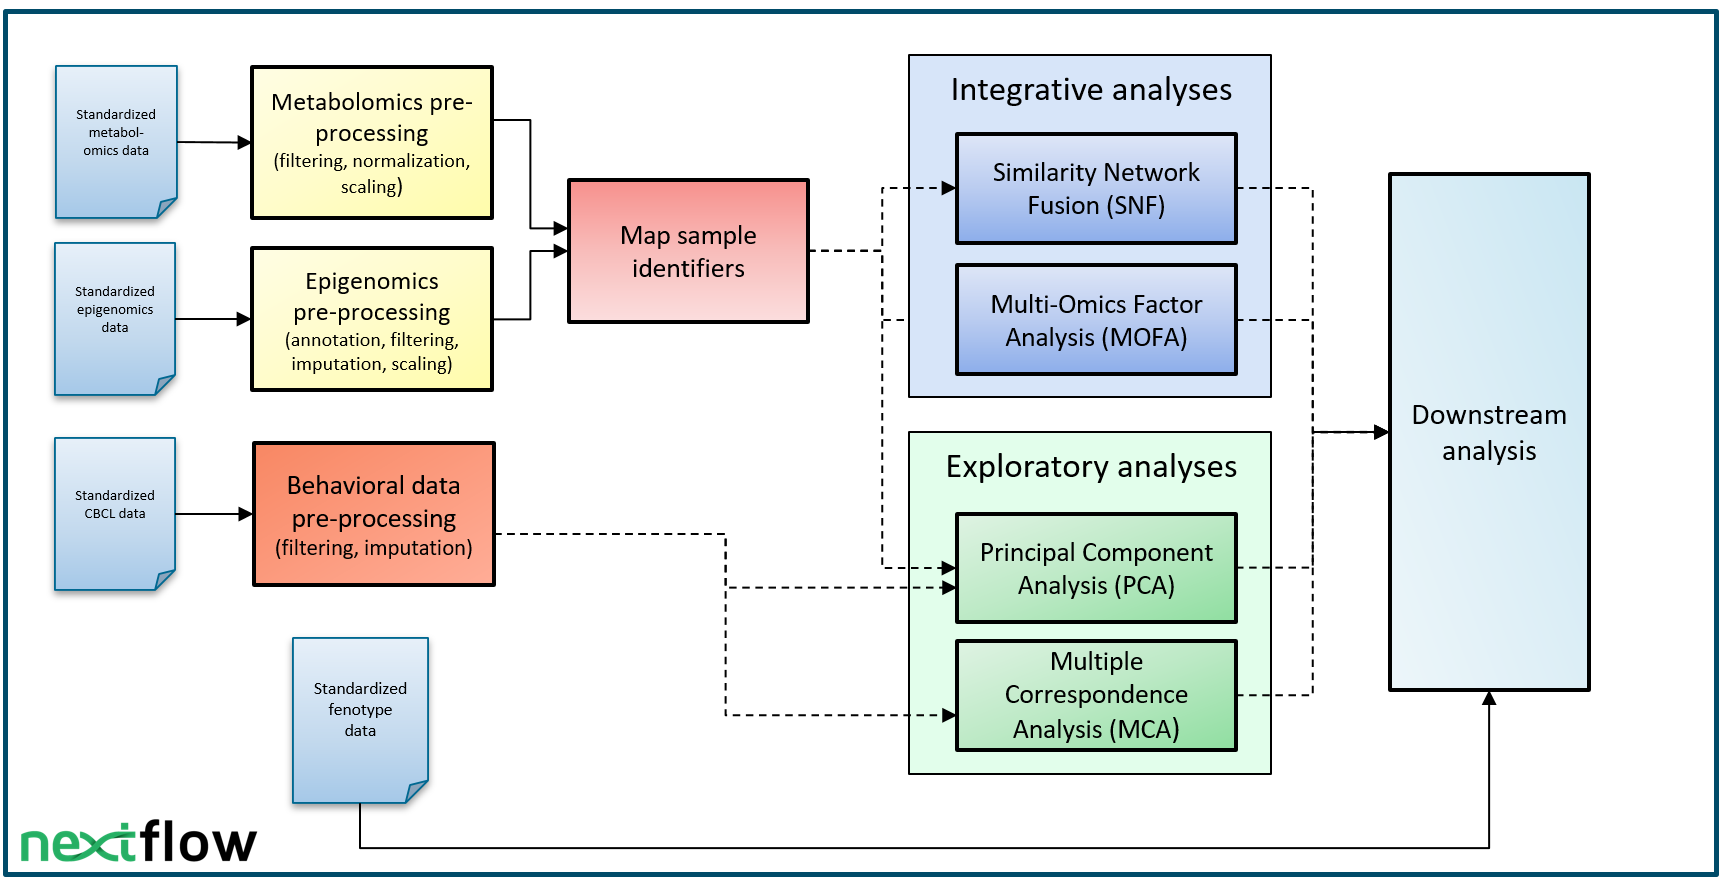 Standardized
metabol-
omics data
Metabolomics pre-
processing
(filtering, normalization,
scaling)
Standardized
epigenomics
data
Epigenomics
pre-processing
(annotation, filtering,
imputation, scaling)
Map sample
identifiers
Standardized
CBCL data
Behavioral data
pre-processing
(filtering, imputation)
Standardized
fenotype
data
Integrative analyses
Similarity Network
Fusion (SNF)
Multi-Omics Factor
Analysis (MOFA)
Exploratory analyses
Principal Component
Analysis (PCA)
Multiple
Correspondence
Analysis (MCA)
Downstream
analysis
nextflow